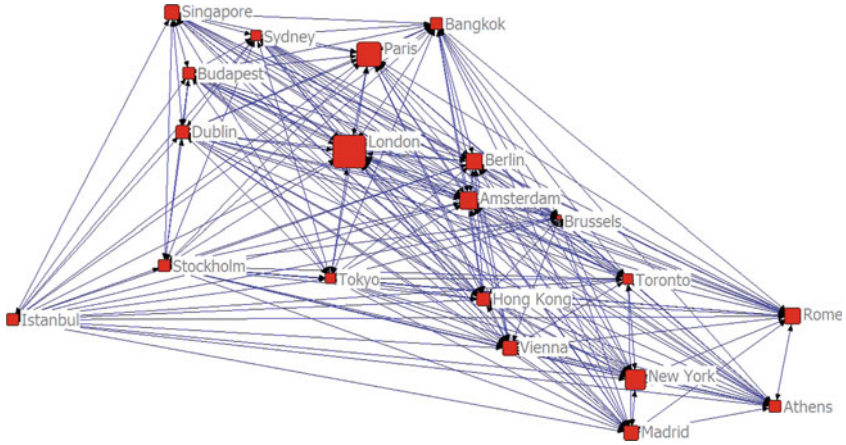 Singapore
Bangkok
Sydney
Paris
Budapest
Dublin
London
Berlin
Amsterdam
Brussels
Stockholm
Tokyo
Toronto
Hong Kong
Istanbul
Rome
Vienna
New York
Athens
Madrid